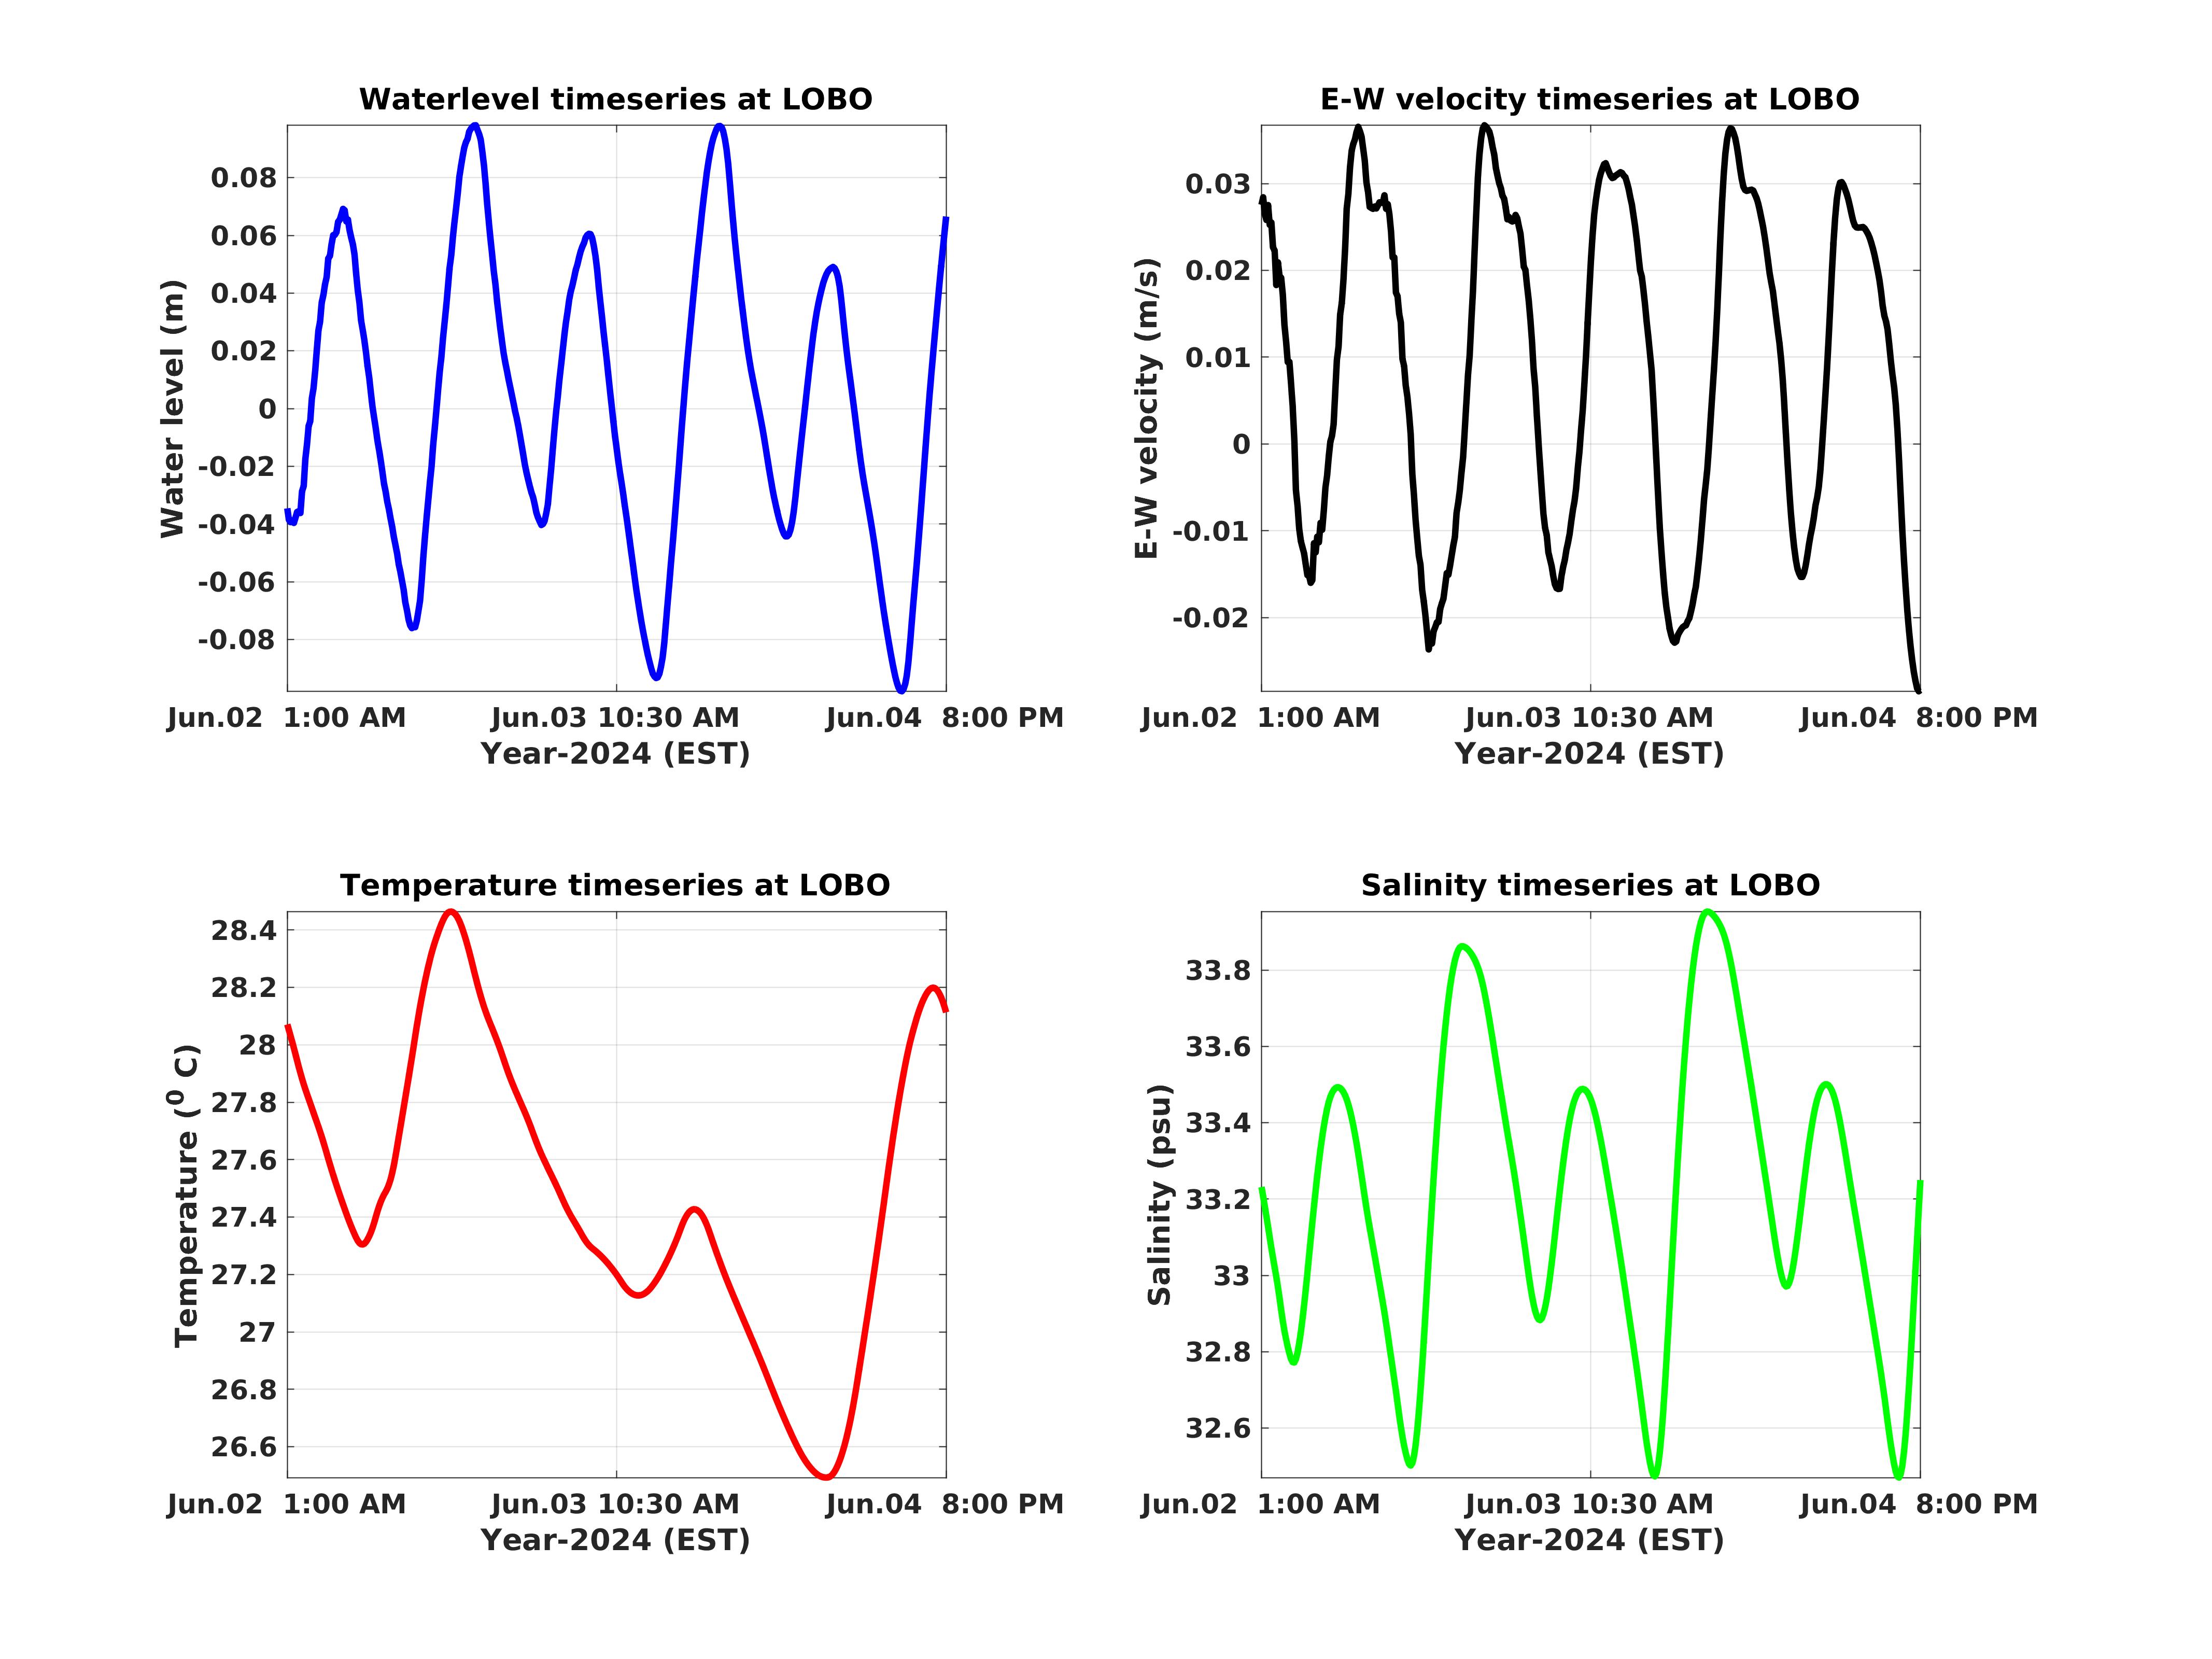 Waterlevel timeseries at LOBO
0.08
0.06
0.04
0.02
0
-0.02
-0.04
-0.06
-0.08
Water level (m)
Jun.02 1:00 AM Jun.03 10:30 AM Jun.04 8:00 PM
Year-2024 (EST)
E-W velocity timeseries at LOBO
0.03
0.02
0.01
0
-0.01
-0.02
E-W velocity (m/s)
Jun.02 1:00 AM Jun.03 10:30 AM Jun.04 8:00 PM
Year-2024 (EST)
Temperature timeseries at LOBO
28.4
28.2
28
27.8
27.6
27.4
27.2
27
26.8
26.6
Temperature (⁰ C)
Jun.02 1:00 AM Jun.03 10:30 AM Jun.04 8:00 PM
Year-2024 (EST)
Salinity timeseries at LOBO
33.8
33.6
33.4
33.2
33
32.8
32.6
Salinity (psu)
Jun.02 1:00 AM Jun.03 10:30 AM Jun.04 8:00 PM
Year-2024 (EST)